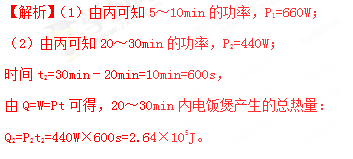 【解析】(1)由丙可知 5~10min 的功率,P₁=660W;
(2)由丙可知 20~30min 的功率,P₂=440W;
时间 t₂=30min-20min=10min=600s,
由 Q=W=Pt 可得,20~30min 内电饭煲产生的总热量:
Q₂=P₂t₂=440W×600s=2.64×10⁵J。